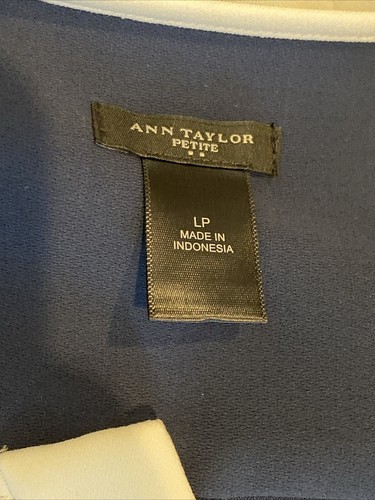 ANN TAYLOR
PETITE
LP
MADE IN
INDONESIA